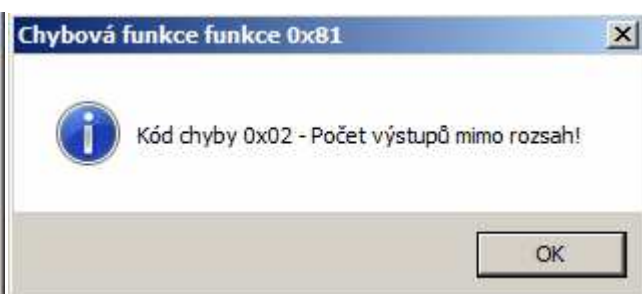 Chybová funkce funkce 0x81
Kód chyby 0x02 - Počet výstupů mimo rozsah!
OK